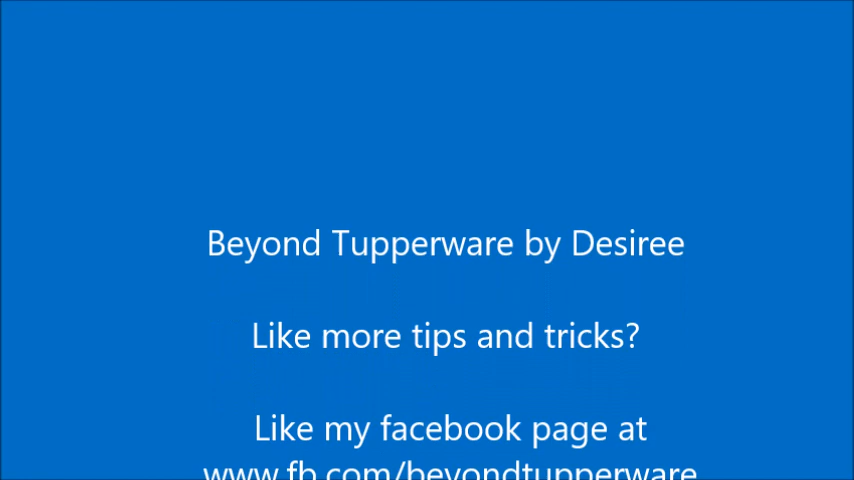 Beyond Tupperware by Desiree
Like more tips and tricks?
Like my facebook page at
www.fb.com/beyondtupperware